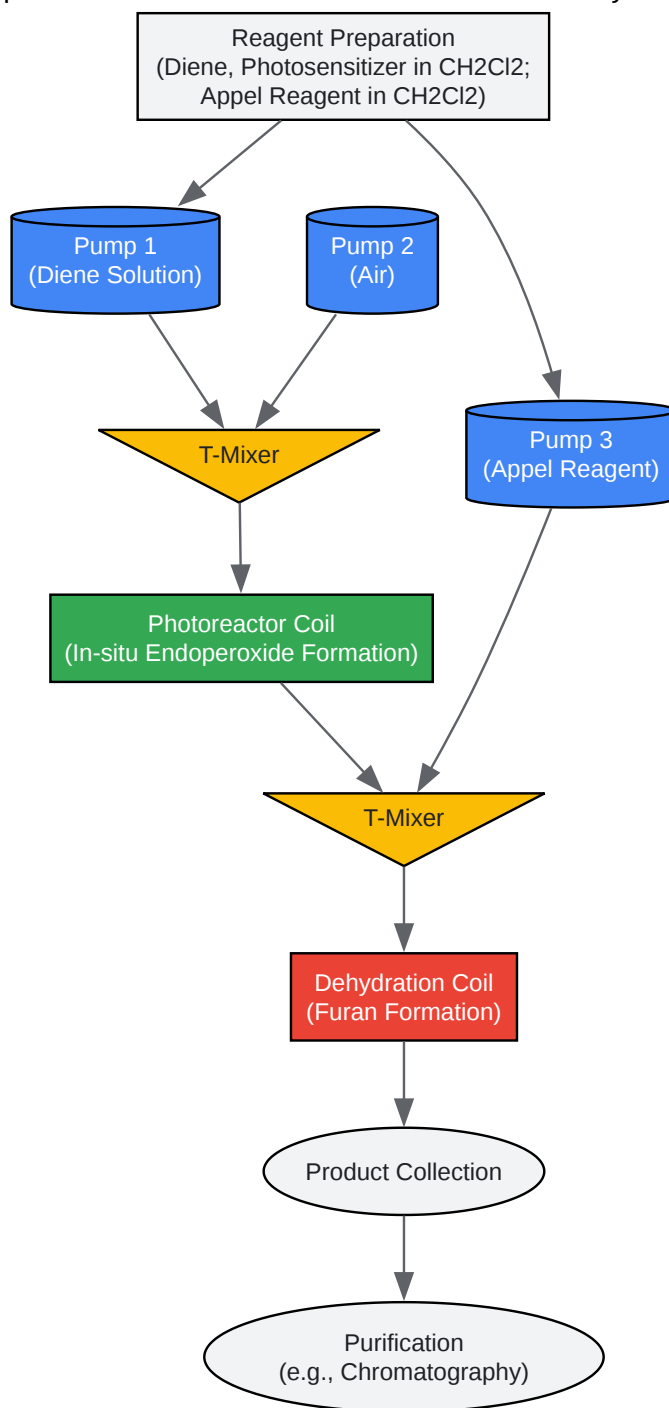 Reagent Preparation
(Diene, Photosensitizer in CH2Cl2;
Appel Reagent in CH2Cl2)
Pump 1
(Diene Solution)
Pump 2
(Air)
T-Mixer
Pump 3
(Appel Reagent)
Photoreactor Coil
(In-situ Endoperoxide Formation)
T-Mixer
Dehydration Coil
(Furan Formation)
Product Collection
Purification
(e.g., Chromatography)